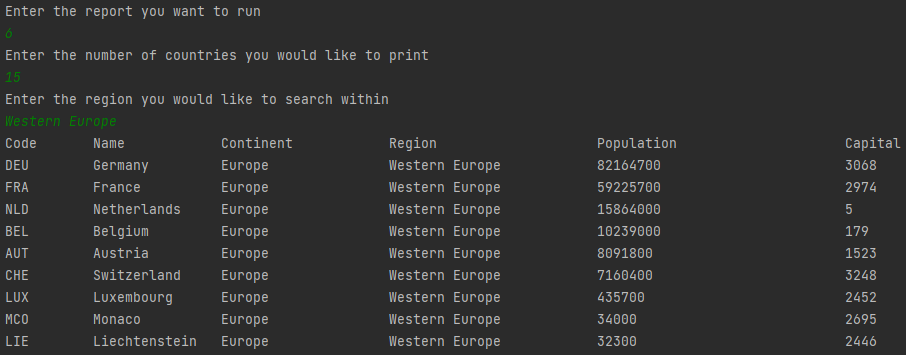 Enter the report you want to run
6
Enter the number of countries you would like to print
15
Enter the region you would like to search within
Western Europe
Code Name Continent Region Population Capital
DEU Germany Europe Western Europe 82164700 3068
FRA France Europe Western Europe 59225700 2974
NLD Netherlands Europe Western Europe 15864000 5
BEL Belgium Europe Western Europe 10239000 179
AUT Austria Europe Western Europe 8091800 1523
CHE Switzerland Europe Western Europe 7160400 3248
LUX Luxembourg Europe Western Europe 435700 2452
MCO Monaco Europe Western Europe 34000 2695
LIE Liechtenstein Europe Western Europe 32300 2446